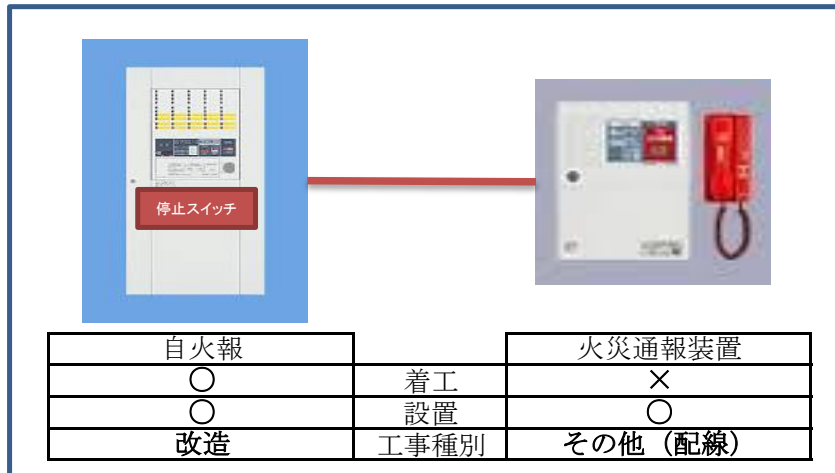 停止スイッチ
自火報 火災通報装置
○ 着工 ×
○ 設置 ○
改造 工事種別 その他（配線）